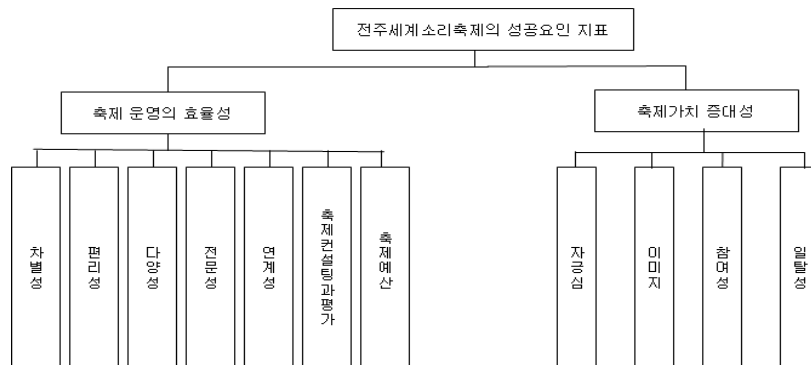 전주세계소리축제의 성공요인 지표
축제 운영의 효율성
축제가치 증대성
차별성
편리성
다양성
전문성
연계성
축제컨설팅과평가
축제예산
자긍심
이미지
참여성
일탈성